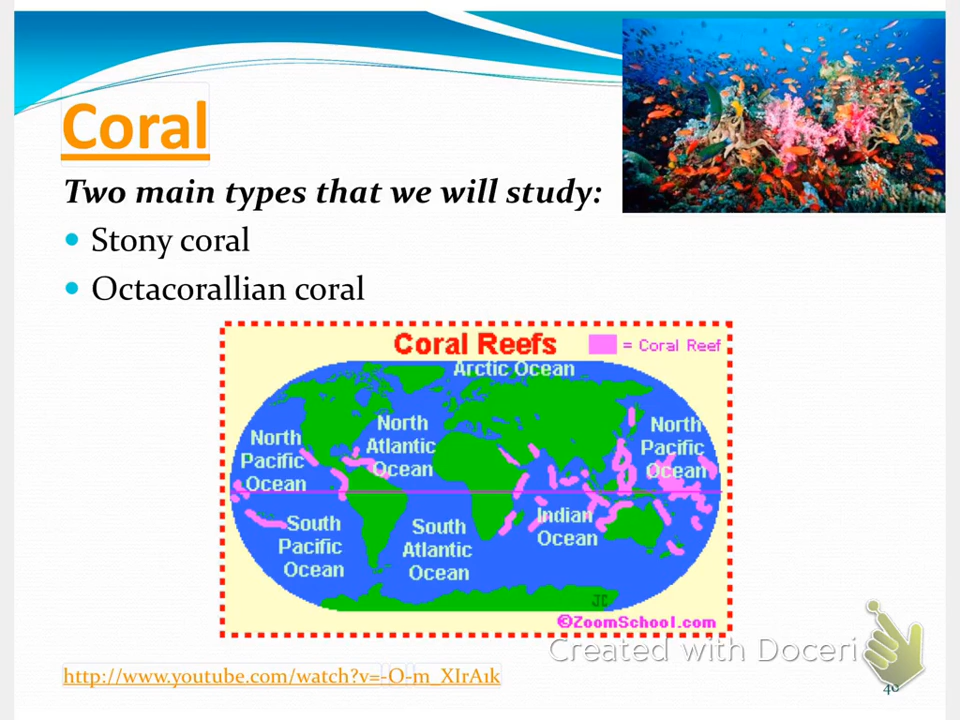 Coral
Two main types that we will study:
Stony coral
Octacorallian coral
Coral Reefs
= Coral Reef
Arctic Ocean
North
Pacific
Ocean
North
Atlantic
Ocean
North
Pacific
Ocean
South
Pacific
Ocean
South
Atlantic
Ocean
Indian
Ocean
JC
©ZoomSchool.com
Created with Doceri
http://www.youtube.com/watch?v=-O-m_XIrA1k
40